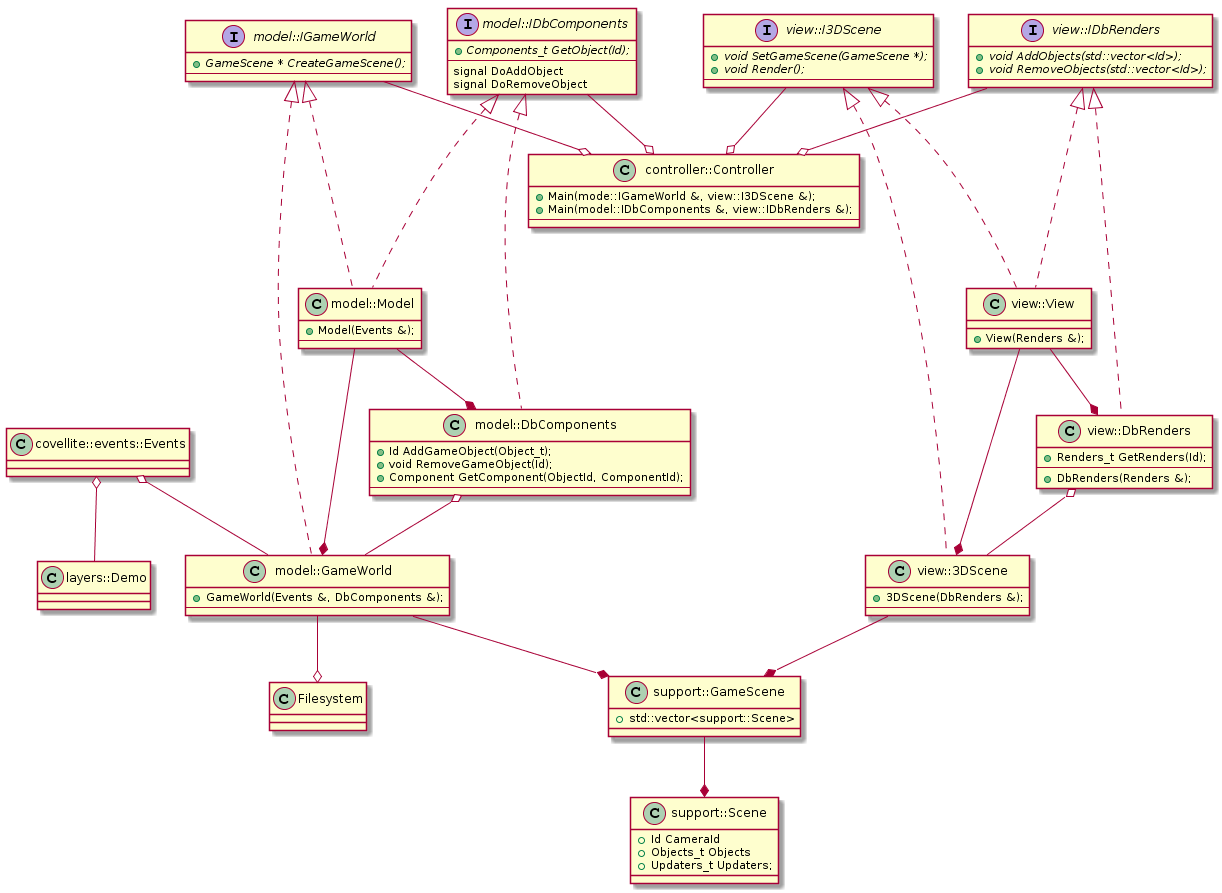 I model::IGameWorld
GameScene * CreateGameScene();
I model::IDbComponents
Components_t GetObject(Id);
signal DoAddObject
signal DoRemoveObject
I view::I3DScene
void SetGameScene(GameScene *);
void Render();
I view::IDbRenders
void AddObjects(std::vector<Id>);
void RemoveObjects(std::vector<Id>);
C controller::Controller
Main(mode::IGameWorld &, view::I3DScene &);
Main(model::IDbComponents &, view::IDbRenders &);
C model::Model
Model(Events &);
C view::View
View(Renders &);
C covellite::events::Events
C model::DbComponents
Id AddGameObject(Object_t);
void RemoveGameObject(Id);
Component GetComponent(ObjectId, ComponentId);
C view::DbRenders
Renders_t GetRenders(Id);
DbRenders(Renders &);
C layers::Demo
C model::GameWorld
GameWorld(Events &, DbComponents &);
C view::3DScene
3DScene(DbRenders &);
C Filesystem
C support::GameScene
std::vector<support::Scene>
C support::Scene
Id CameraId
Objects_t Objects
Updaters_t Updaters;